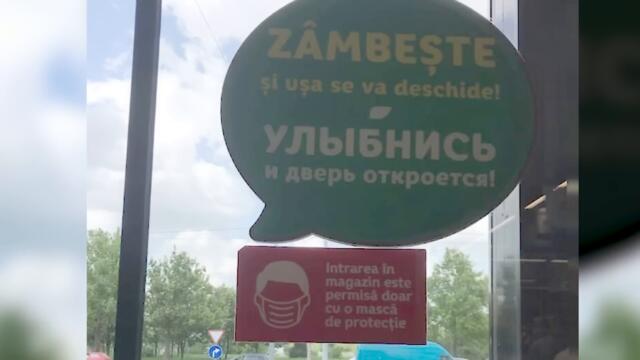 ZÂMBEȘTE
și ușa se va deschide!
УЛЫБНИСЬ
и дверь откроется!
Intrarea în
magazin este
permisă doar
cu o mască
de protecție